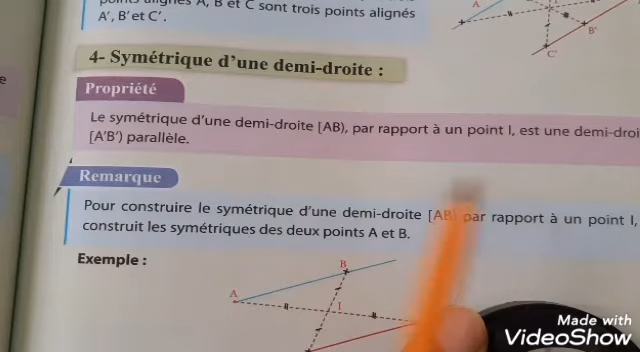 A, B et C sont trois points alignés
A', B' et C'.
A
B'
C'
4- Symétrique d'une demi-droite :
Propriété
Le symétrique d'une demi-droite [AB), par rapport à un point I, est une demi-droi
[A'B') parallèle.
Remarque
Pour construire le symétrique d'une demi-droite [AB) par rapport à un point I,
construit les symétriques des deux points A et B.
Exemple :
B
A
I
Made with
VideoShow